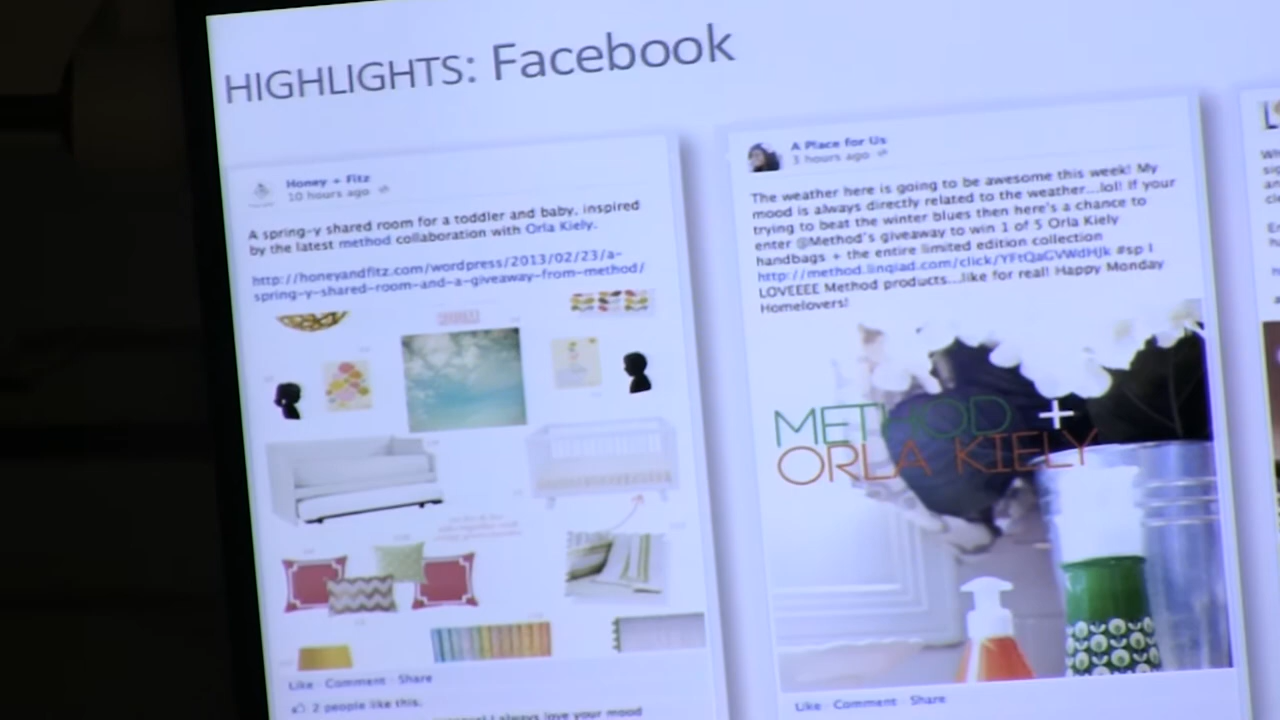 HIGHLIGHTS: Facebook
Honey + Fitz
10 hours ago
A spring-y shared room for a toddler and baby, inspired
by the latest method collaboration with Orla Kiely.
http://honeyandfitz.com/wordpress/2013/02/23/a-
spring-y-shared-room-and-a-giveaway-from-method/
Like · Comment · Share
2 people like this.
always love your mood
A Place for Us
3 hours ago
The weather here is going to be awesome this week! My
mood is always directly related to the weather...lol! If your
trying to beat the winter blues then here's a chance to
enter @Method's giveaway to win 1 of 5 Orla Kiely
handbags + the entire limited edition collection
http://method.linqiad.com/click/YFtQaGVWdHJk #sp I
LOVEEEE Method products...like for real! Happy Monday
Homelovers!
METHOD +
ORLA KIELY
Like · Comment · Share